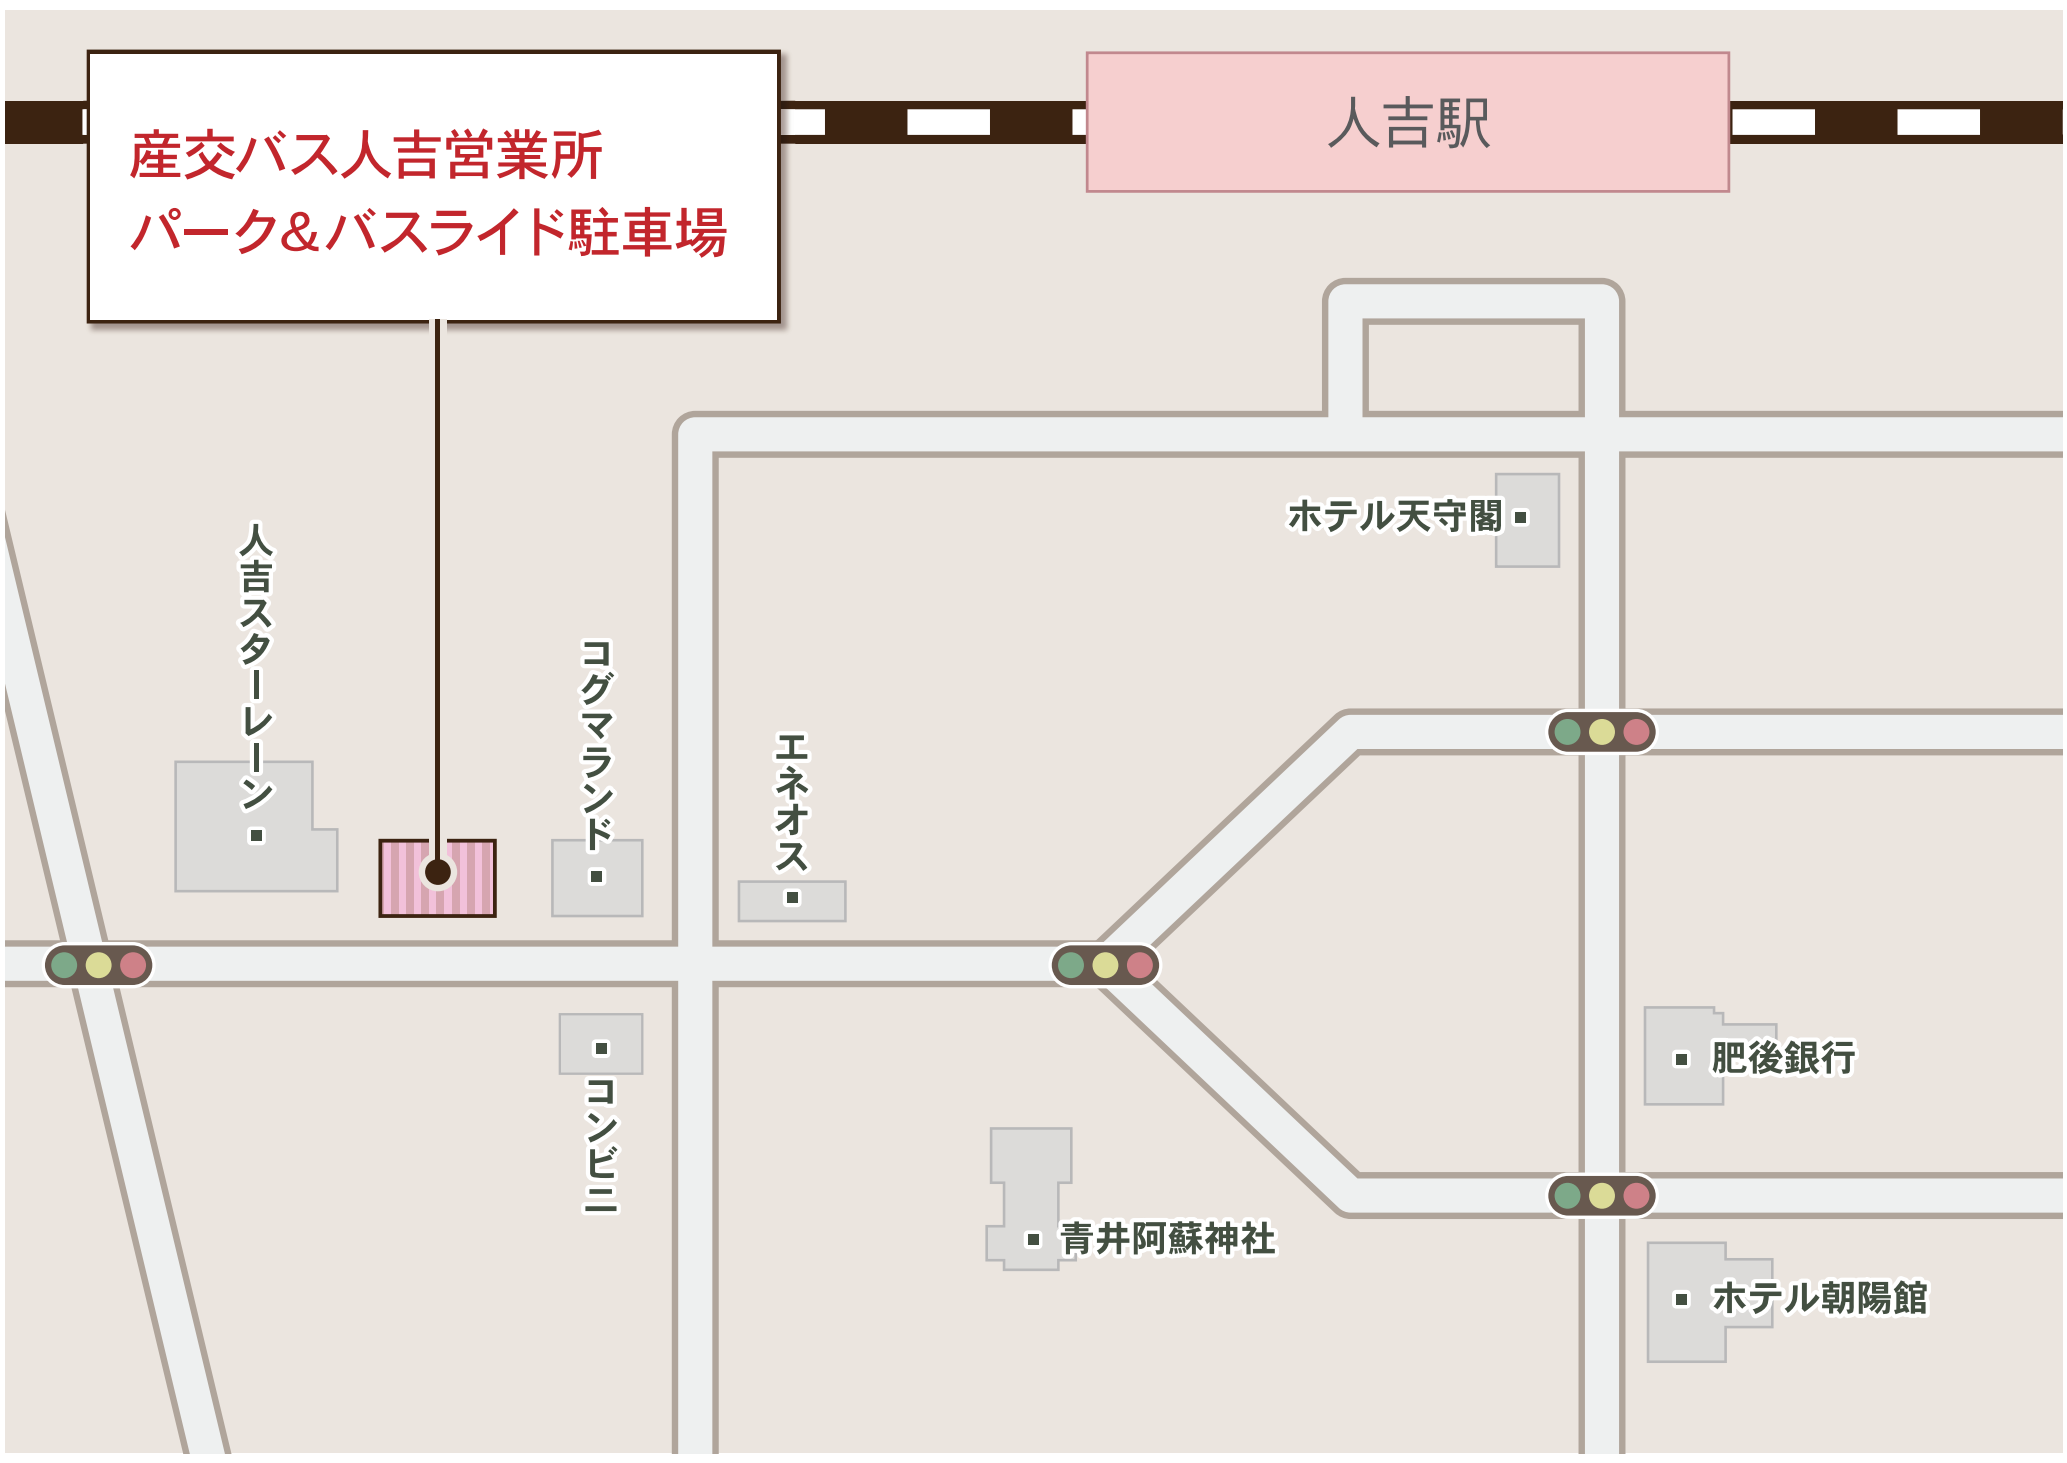 産交バス人吉営業所
パーク&バスライド駐車場
人吉駅
ホテル天守閣
人吉スターレーン
コグマランド
エネオス
コンビニ
肥後銀行
青井阿蘇神社
ホテル朝陽館